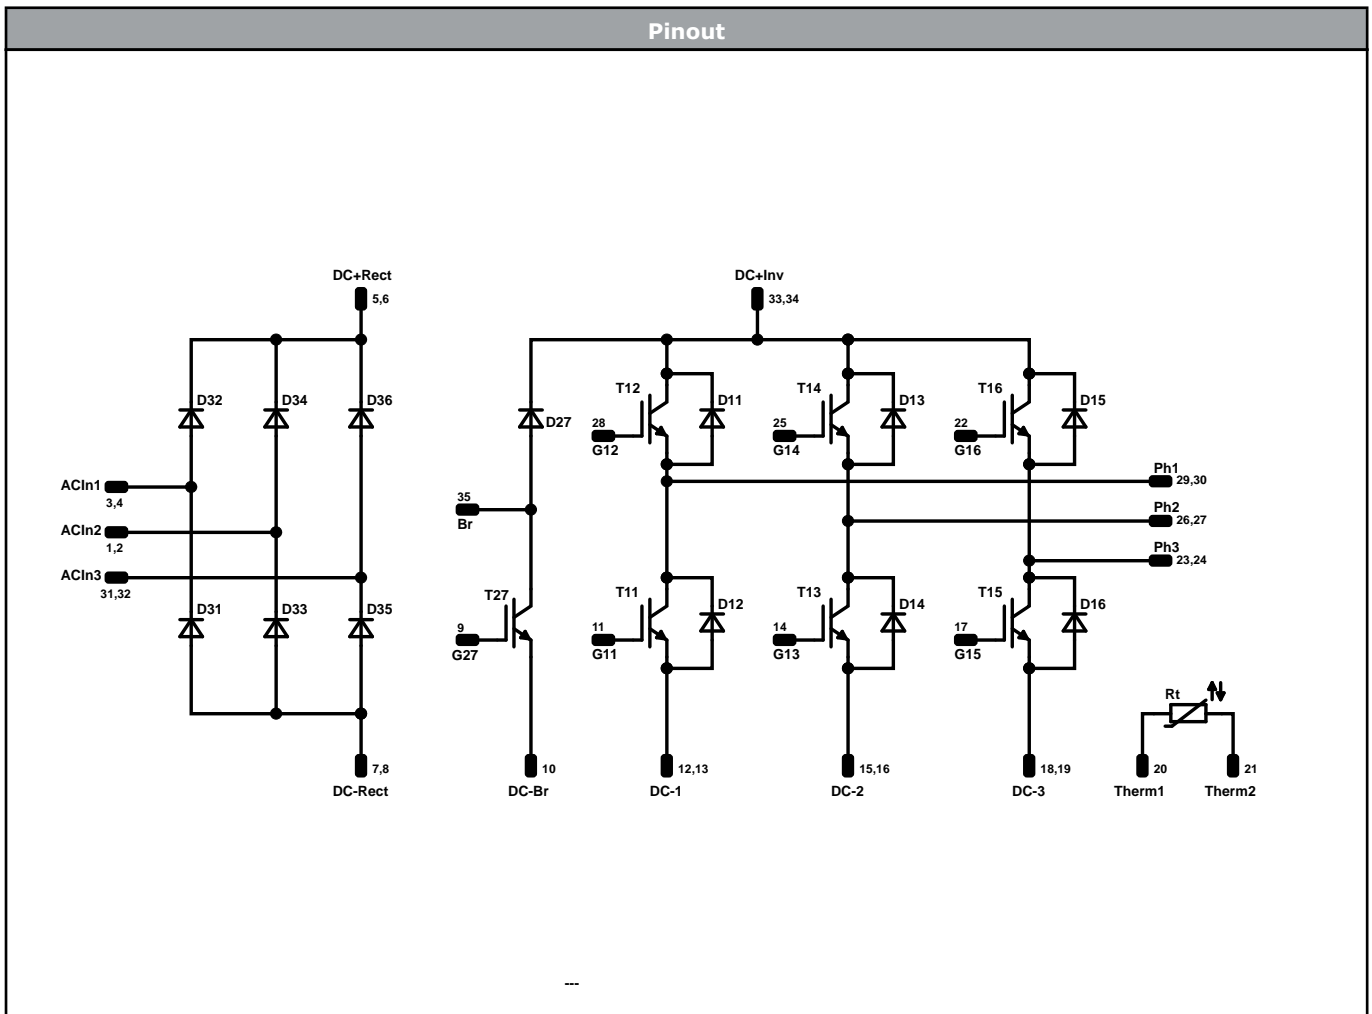 Pinout
DC+Rect
5,6
DC+Inv
33,34
D32
D34
D36
D27
T12
D11
28
G12
T14
D13
25
G14
T16
D15
22
G16
ACIn1
3,4
ACIn2
1,2
ACIn3
31,32
35
Br
Ph1
29,30
Ph2
26,27
Ph3
23,24
D31
D33
D35
T27
9
G27
T11
D12
11
G11
T13
D14
14
G13
T15
D16
17
G15
Rt
7,8
DC-Rect
10
DC-Br
12,13
DC-1
15,16
DC-2
18,19
DC-3
20
Therm1
21
Therm2
---